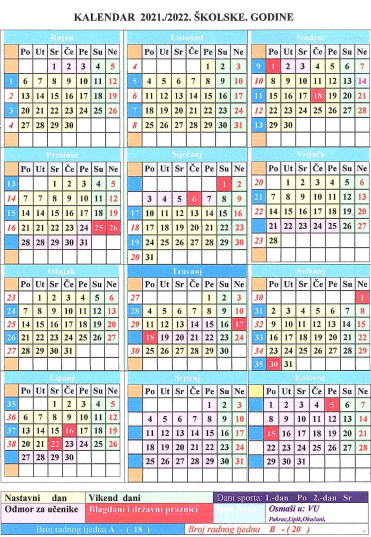 KALENDAR 2021./2022. ŠKOLSKE. GODINE
Rujan
Po Ut Sr Če Pe Su Ne
1 2 3 4 5
1 6 7 8 9 10 11 12
2 13 14 15 16 17 18 19
3 20 21 22 23 24 25 26
4 27 28 29 30
Listopad
Po Ut Sr Če Pe Su Ne
4 1 2 3
5 4 5 6 7 8 9 10
6 11 12 13 14 15 16 17
7 18 19 20 21 22 23 24
8 25 26 27 28 29 30 31
Studeni
Po Ut Sr Če Pe Su Ne
9 1 2 3 4 5 6 7
10 8 9 10 11 12 13 14
11 15 16 17 18 19 20 21
12 22 23 24 25 26 27 28
13 29 30
Prosinac
Po Ut Sr Če Pe Su Ne
13 1 2 3 4 5
14 6 7 8 9 10 11 12
15 13 14 15 16 17 18 19
16 20 21 22 23 24 25 26
28 29 30 31
Siječanj
Po Ut Sr Če Pe Su Ne
1 2
3 4 5 6 7 8 9
17 10 11 12 13 14 15 16
18 17 18 19 20 21 22 23
19 24 25 26 27 28 29 30
20 31
Veljača
Po Ut Sr Če Pe Su Ne
20 1 2 3 4 5 6
21 7 8 9 10 11 12 13
22 14 15 16 17 18 19 20
21 22 23 24 25 26 27
23 28
Ožujak
Po Ut Sr Če Pe Su Ne
23 1 2 3 4 5 6
24 7 8 9 10 11 12 13
25 14 15 16 17 18 19 20
26 21 22 23 24 25 26 27
27 28 29 30 31
Travanj
Po Ut Sr Če Pe Su Ne
27 1 2 3
28 4 5 6 7 8 9 10
29 11 12 13 14 15 16 17
18 19 20 21 22 23 24
30 25 26 27 28 29 30
Svibanj
Po Ut Sr Če Pe Su Ne
30 1
31 2 3 4 5 6 7 8
32 9 10 11 12 13 14 15
33 16 17 18 19 20 21 22
34 23 24 25 26 27 28 29
35 30 31
Lipanj
Po Ut Sr Če Pe Su Ne
35 1 2 3 4 5
36 6 7 8 9 10 11 12
37 13 14 15 16 17 18 19
38 20 21 22 23 24 25 26
27 28 29 30
Srpanj
Po Ut Sr Če Pe Su Ne
1 2 3
4 5 6 7 8 9 10
11 12 13 14 15 16 17
18 19 20 21 22 23 24
25 26 27 28 29 30 31
Kolovoz
Po Ut Sr Če Pe Su Ne
1 2 3 4 5 6 7
8 9 10 11 12 13 14
15 16 17 18 19 20 21
22 23 24 25 26 27 28
29 30 31
Nastavni dan Vikend dani Dani sporta: 1.-dan Po 2.-dan Sr
Odmor za učenike Blagdani i državni praznici Osmaši u: VU
Pakrac,Lipik,Okučani,
Broj radnog tjedna A - ( 18 ) Broj radnog tjedna B - ( 20 )